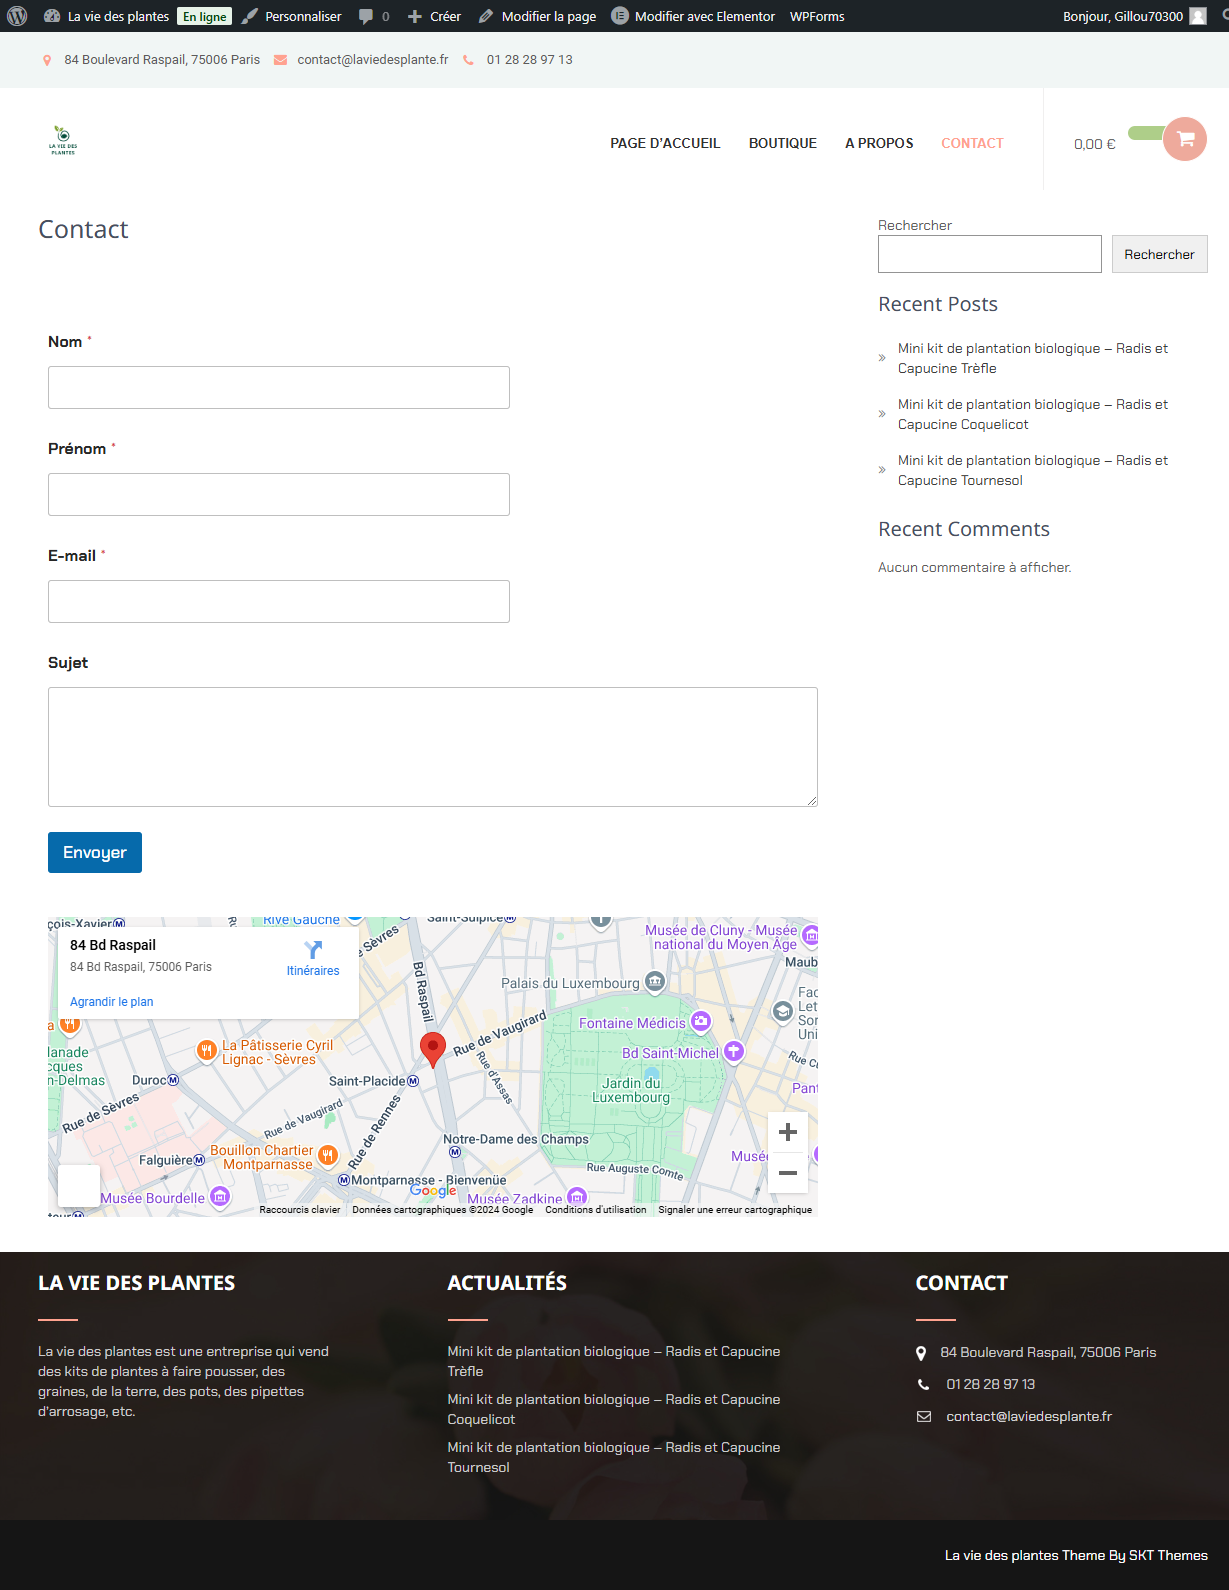 La vie des plantes En ligne Personnaliser 0 Créer Modifier la page Modifier avec Elementor WPForms Bonjour, Gillou70300
84 Boulevard Raspail, 75006 Paris contact@laviedesplante.fr 01 28 28 97 13
LA VIE DES
PLANTES
PAGE D'ACCUEIL BOUTIQUE A PROPOS CONTACT 0,00 €
Contact
Nom *
Prénom *
E-mail *
Sujet
Envoyer
Rechercher
Rechercher
Recent Posts
Mini kit de plantation biologique – Radis et
Capucine Trèfle
Mini kit de plantation biologique – Radis et
Capucine Coquelicot
Mini kit de plantation biologique – Radis et
Capucine Tournesol
Recent Comments
Aucun commentaire à afficher.
84 Bd Raspail
84 Bd Raspail, 75006 Paris
Itinéraires
Agrandir le plan
Rive Gauche
Saint-Sulpice
Sèvres
Bd Raspail
Musée de Cluny - Musée
national du Moyen Âge
Maub
Palais du Luxembourg
Fac
Let
Sor
Uni
Fontaine Médicis
Rue de Vaugirard
La Pâtisserie Cyril
Lignac - Sèvres
Bd Saint-Michel
Rue d'Assas
Duroc
Saint-Placide
Jardin du
Luxembourg
Pant
Rue de Sèvres
Rue de Vaugirard
Rue de Rennes
Notre-Dame des Champs
Bouillon Chartier
Montparnasse
Falguière
Rue Auguste Comte
Montparnasse - Bienvenüe
Musée Bourdelle
Musée Zadkine
Google
Raccourcis clavier Données cartographiques ©2024 Google Conditions d'utilisation Signaler une erreur cartographique
LA VIE DES PLANTES
La vie des plantes est une entreprise qui vend
des kits de plantes à faire pousser, des
graines, de la terre, des pots, des pipettes
d'arrosage, etc.
ACTUALITÉS
Mini kit de plantation biologique – Radis et Capucine
Trèfle
Mini kit de plantation biologique – Radis et Capucine
Coquelicot
Mini kit de plantation biologique – Radis et Capucine
Tournesol
CONTACT
84 Boulevard Raspail, 75006 Paris
01 28 28 97 13
contact@laviedesplante.fr
La vie des plantes Theme By SKT Themes